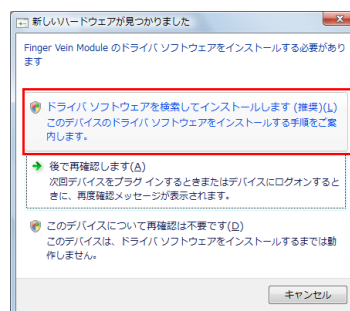 新しいハードウェアが見つかりました
Finger Vein Module のドライバ ソフトウェアをインストールする必要があり
ます
ドライバ ソフトウェアを検索してインストールします (推奨)(L)
このデバイスのドライバ ソフトウェアをインストールする手順をご案
内します。
後で再確認します(A)
次回デバイスをプラグ インするときまたはデバイスにログオンすると
きに、再度確認メッセージが表示されます。
このデバイスについて再確認は不要です(D)
このデバイスは、ドライバ ソフトウェアをインストールするまでは動
作しません。
キャンセル